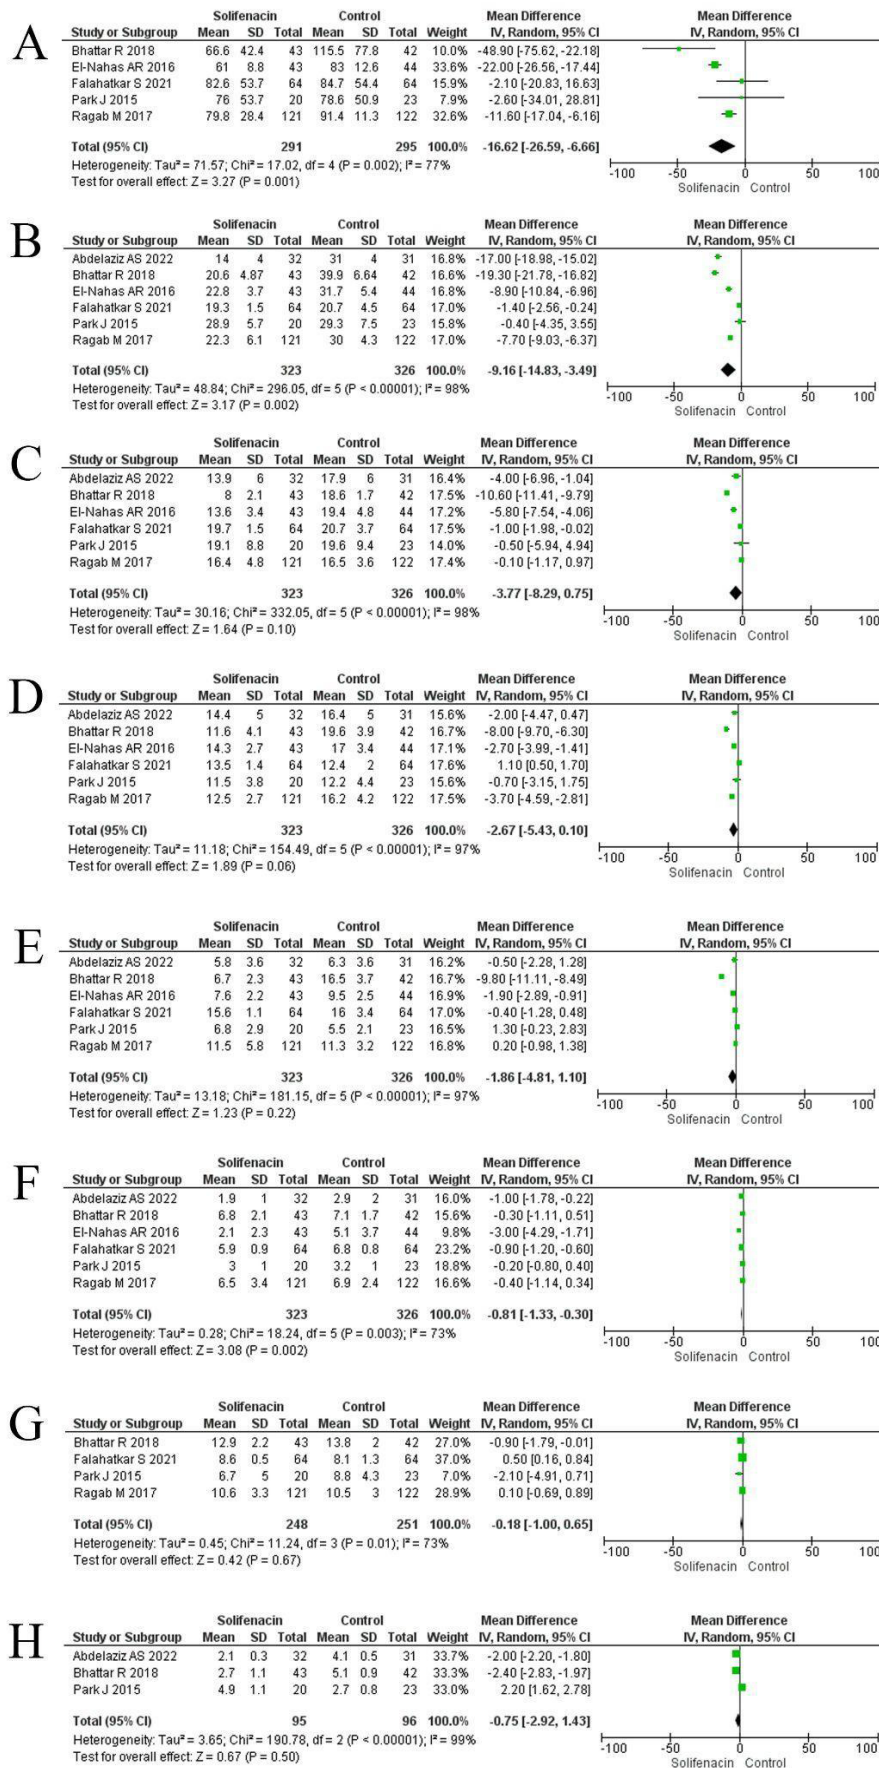 A
Solifenacin Control Mean Difference Mean Difference
Study or Subgroup Mean SD Total Mean SD Total Weight IV, Random, 95% CI IV, Random, 95% CI
Bhattar R 2018 66.6 42.4 43 115.5 77.8 42 10.0% -48.90 [-75.62, -22.18]
El-Nahas AR 2016 61 8.8 43 83 12.6 44 33.6% -22.00 [-26.56, -17.44]
Falahatkar S 2021 82.6 53.7 64 84.7 54.4 64 15.9% -2.10 [-20.83, 16.63]
Park J 2015 76 53.7 20 78.6 50.9 23 7.9% -2.60 [-34.01, 28.81]
Ragab M 2017 79.8 28.4 121 91.4 11.3 122 32.6% -11.60 [-17.04, -6.16]
Total (95% CI) 291 295 100.0% -16.62 [-26.59, -6.66]
Heterogeneity: Tau² = 71.57; Chi² = 17.02, df = 4 (P = 0.002); I² = 77%
Test for overall effect: Z = 3.27 (P = 0.001)
-100 -50 0 50 100
Solifenacin Control
B
Solifenacin Control Mean Difference Mean Difference
Study or Subgroup Mean SD Total Mean SD Total Weight IV, Random, 95% CI IV, Random, 95% CI
Abdelaziz AS 2022 14 4 32 31 4 31 16.8% -17.00 [-18.98, -15.02]
Bhattar R 2018 20.6 4.87 43 39.9 6.64 42 16.6% -19.30 [-21.78, -16.82]
El-Nahas AR 2016 22.8 3.7 43 31.7 5.4 44 16.8% -8.90 [-10.84, -6.96]
Falahatkar S 2021 19.3 1.5 64 20.7 4.5 64 17.0% -1.40 [-2.56, -0.24]
Park J 2015 28.9 5.7 20 29.3 7.5 23 15.8% -0.40 [-4.35, 3.55]
Ragab M 2017 22.3 6.1 121 30 4.3 122 17.0% -7.70 [-9.03, -6.37]
Total (95% CI) 323 326 100.0% -9.16 [-14.83, -3.49]
Heterogeneity: Tau² = 48.84; Chi² = 296.05, df = 5 (P < 0.00001); I² = 98%
Test for overall effect: Z = 3.17 (P = 0.002)
-100 -50 0 50 100
Solifenacin Control
C
Solifenacin Control Mean Difference Mean Difference
Study or Subgroup Mean SD Total Mean SD Total Weight IV, Random, 95% CI IV, Random, 95% CI
Abdelaziz AS 2022 13.9 6 32 17.9 6 31 16.4% -4.00 [-6.96, -1.04]
Bhattar R 2018 8 2.1 43 18.6 1.7 42 17.5% -10.60 [-11.41, -9.79]
El-Nahas AR 2016 13.6 3.4 43 19.4 4.8 44 17.2% -5.80 [-7.54, -4.06]
Falahatkar S 2021 19.7 1.5 64 20.7 3.7 64 17.5% -1.00 [-1.98, -0.02]
Park J 2015 19.1 8.8 20 19.6 9.4 23 14.0% -0.50 [-5.94, 4.94]
Ragab M 2017 16.4 4.8 121 16.5 3.6 122 17.4% -0.10 [-1.17, 0.97]
Total (95% CI) 323 326 100.0% -3.77 [-8.29, 0.75]
Heterogeneity: Tau² = 30.16; Chi² = 332.05, df = 5 (P < 0.00001); I² = 98%
Test for overall effect: Z = 1.64 (P = 0.10)
-100 -50 0 50 100
Solifenacin Control
D
Solifenacin Control Mean Difference Mean Difference
Study or Subgroup Mean SD Total Mean SD Total Weight IV, Random, 95% CI IV, Random, 95% CI
Abdelaziz AS 2022 14.4 5 32 16.4 5 31 15.6% -2.00 [-4.47, 0.47]
Bhattar R 2018 11.6 4.1 43 19.6 3.9 42 16.7% -8.00 [-9.70, -6.30]
El-Nahas AR 2016 14.3 2.7 43 17 3.4 44 17.1% -2.70 [-3.99, -1.41]
Falahatkar S 2021 13.5 1.4 64 12.4 2 64 17.6% 1.10 [0.50, 1.70]
Park J 2015 11.5 3.8 20 12.2 4.4 23 15.6% -0.70 [-3.15, 1.75]
Ragab M 2017 12.5 2.7 121 16.2 4.2 122 17.5% -3.70 [-4.59, -2.81]
Total (95% CI) 323 326 100.0% -2.67 [-5.43, 0.10]
Heterogeneity: Tau² = 11.18; Chi² = 154.49, df = 5 (P < 0.00001); I² = 97%
Test for overall effect: Z = 1.89 (P = 0.06)
-100 -50 0 50 100
Solifenacin Control
E
Solifenacin Control Mean Difference Mean Difference
Study or Subgroup Mean SD Total Mean SD Total Weight IV, Random, 95% CI IV, Random, 95% CI
Abdelaziz AS 2022 5.8 3.6 32 6.3 3.6 31 16.2% -0.50 [-2.28, 1.28]
Bhattar R 2018 6.7 2.3 43 16.5 3.7 42 16.7% -9.80 [-11.11, -8.49]
El-Nahas AR 2016 7.6 2.2 43 9.5 2.5 44 16.9% -1.90 [-2.89, -0.91]
Falahatkar S 2021 15.6 1.1 64 16 3.4 64 17.0% -0.40 [-1.28, 0.48]
Park J 2015 6.8 2.9 20 5.5 2.1 23 16.5% 1.30 [-0.23, 2.83]
Ragab M 2017 11.5 5.8 121 11.3 3.2 122 16.8% 0.20 [-0.98, 1.38]
Total (95% CI) 323 326 100.0% -1.86 [-4.81, 1.10]
Heterogeneity: Tau² = 13.18; Chi² = 181.15, df = 5 (P < 0.00001); I² = 97%
Test for overall effect: Z = 1.23 (P = 0.22)
-100 -50 0 50 100
Solifenacin Control
F
Solifenacin Control Mean Difference Mean Difference
Study or Subgroup Mean SD Total Mean SD Total Weight IV, Random, 95% CI IV, Random, 95% CI
Abdelaziz AS 2022 1.9 1 32 2.9 2 31 16.0% -1.00 [-1.78, -0.22]
Bhattar R 2018 6.8 2.1 43 7.1 1.7 42 15.6% -0.30 [-1.11, 0.51]
El-Nahas AR 2016 2.1 2.3 43 5.1 3.7 44 9.8% -3.00 [-4.29, -1.71]
Falahatkar S 2021 5.9 0.9 64 6.8 0.8 64 23.2% -0.90 [-1.20, -0.60]
Park J 2015 3 1 20 3.2 1 23 18.8% -0.20 [-0.80, 0.40]
Ragab M 2017 6.5 3.4 121 6.9 2.4 122 16.6% -0.40 [-1.14, 0.34]
Total (95% CI) 323 326 100.0% -0.81 [-1.33, -0.30]
Heterogeneity: Tau² = 0.28; Chi² = 18.24, df = 5 (P = 0.003); I² = 73%
Test for overall effect: Z = 3.08 (P = 0.002)
-100 -50 0 50 100
Solifenacin Control
G
Solifenacin Control Mean Difference Mean Difference
Study or Subgroup Mean SD Total Mean SD Total Weight IV, Random, 95% CI IV, Random, 95% CI
Bhattar R 2018 12.9 2.2 43 13.8 2 42 27.0% -0.90 [-1.79, -0.01]
Falahatkar S 2021 8.6 0.5 64 8.1 1.3 64 37.0% 0.50 [0.16, 0.84]
Park J 2015 6.7 5 20 8.8 4.3 23 7.0% -2.10 [-4.91, 0.71]
Ragab M 2017 10.6 3.3 121 10.5 3 122 28.9% 0.10 [-0.69, 0.89]
Total (95% CI) 248 251 100.0% -0.18 [-1.00, 0.65]
Heterogeneity: Tau² = 0.45; Chi² = 11.24, df = 3 (P = 0.01); I² = 73%
Test for overall effect: Z = 0.42 (P = 0.67)
-100 -50 0 50 100
Solifenacin Control
H
Solifenacin Control Mean Difference Mean Difference
Study or Subgroup Mean SD Total Mean SD Total Weight IV, Random, 95% CI IV, Random, 95% CI
Abdelaziz AS 2022 2.1 0.3 32 4.1 0.5 31 33.7% -2.00 [-2.20, -1.80]
Bhattar R 2018 2.7 1.1 43 5.1 0.9 42 33.3% -2.40 [-2.83, -1.97]
Park J 2015 4.9 1.1 20 2.7 0.8 23 33.0% 2.20 [1.62, 2.78]
Total (95% CI) 95 96 100.0% -0.75 [-2.92, 1.43]
Heterogeneity: Tau² = 3.65; Chi² = 190.78, df = 2 (P < 0.00001); I² = 99%
Test for overall effect: Z = 0.67 (P = 0.50)
-100 -50 0 50 100
Solifenacin Control